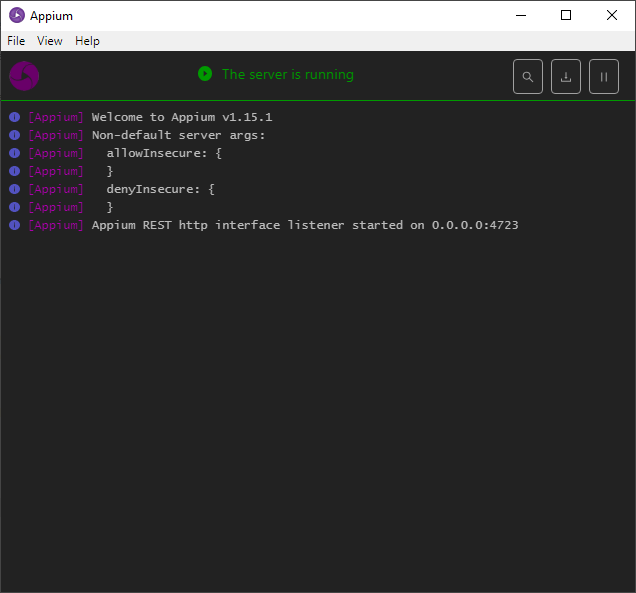 Appium
File View Help
The server is running
[Appium] Welcome to Appium v1.15.1
[Appium] Non-default server args:
[Appium]   allowInsecure: {
[Appium]   }
[Appium]   denyInsecure: {
[Appium]   }
[Appium] Appium REST http interface listener started on 0.0.0.0:4723